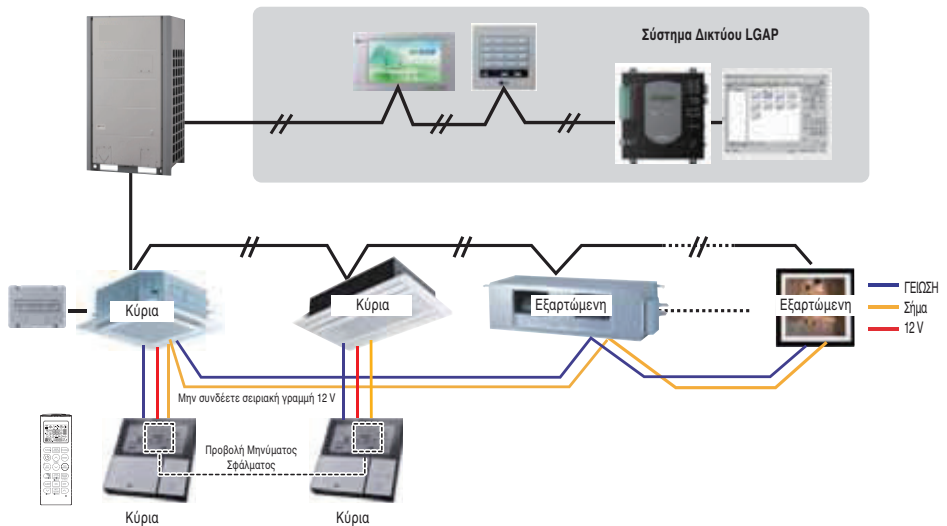 Σύστημα Δικτύου LGAP
Κύρια
Κύρια
Εξαρτώμενη
Εξαρτώμενη
ΓΕΙΩΣΗ
Σήμα
12 V
Μην συνδέετε σειριακή γραμμή 12 V
Προβολή Μηνύματος
Σφάλματος
Κύρια
Κύρια